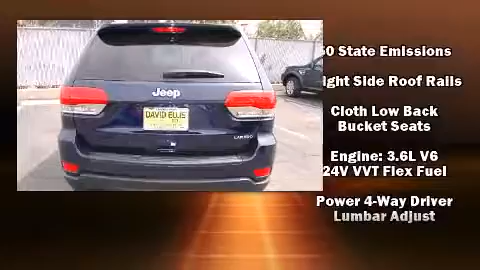 50 State Emissions
ight Side Roof Rails
Cloth Low Back
Bucket Seats
Engine: 3.6L V6
24V VVT Flex Fuel
Power 4-Way Driver
Lumbar Adjust
Jeep
DAVID ELLIS
LAREDO